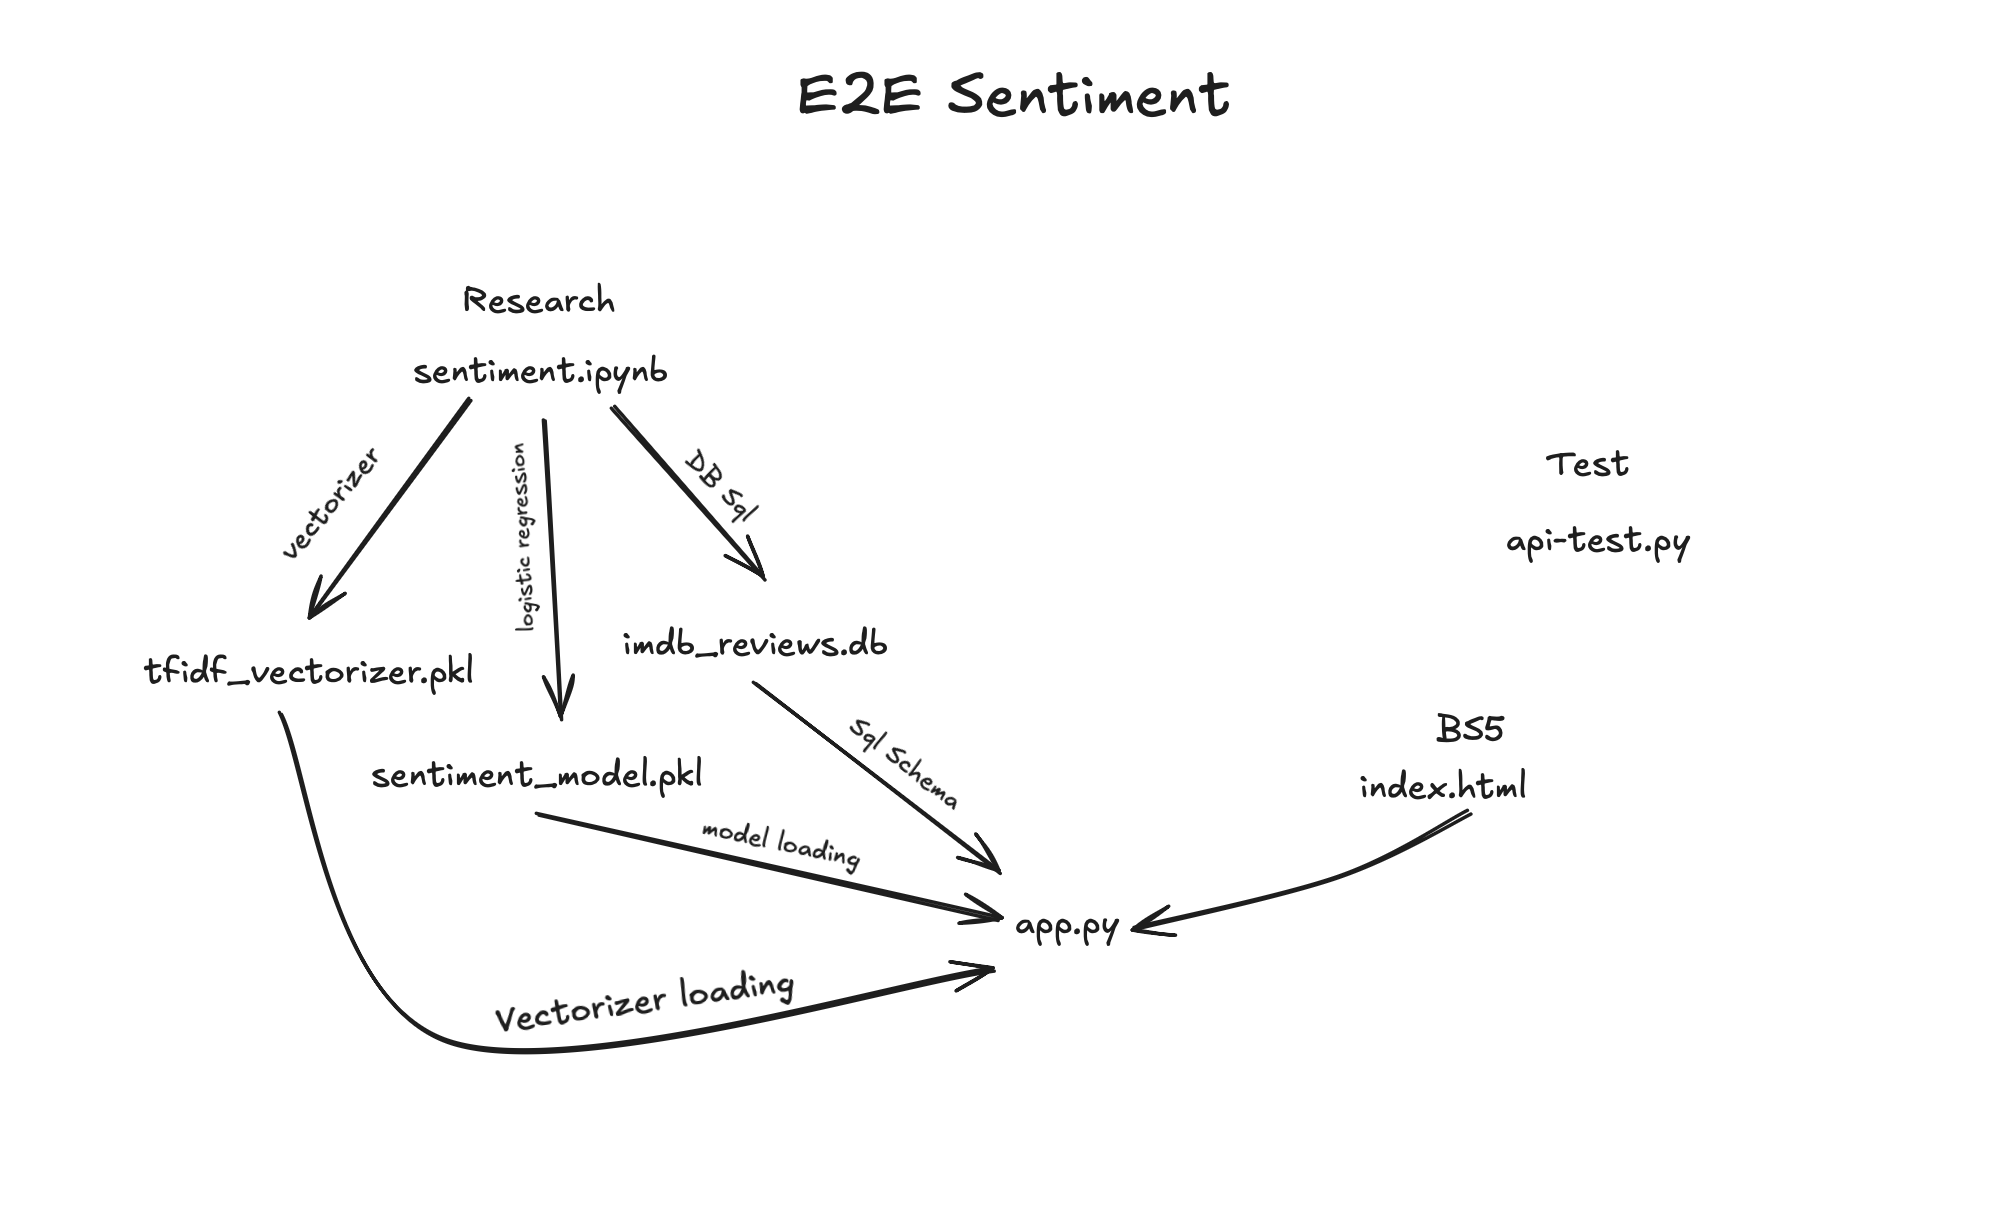 E2E Sentiment
Research
sentiment.ipynb
vectorizer
logistic regression
DB Sql
Test
api-test.py
tfidf_vectorizer.pkl
imdb_reviews.db
sentiment_model.pkl
Sql Schema
BS5
index.html
model loading
app.py
Vectorizer loading